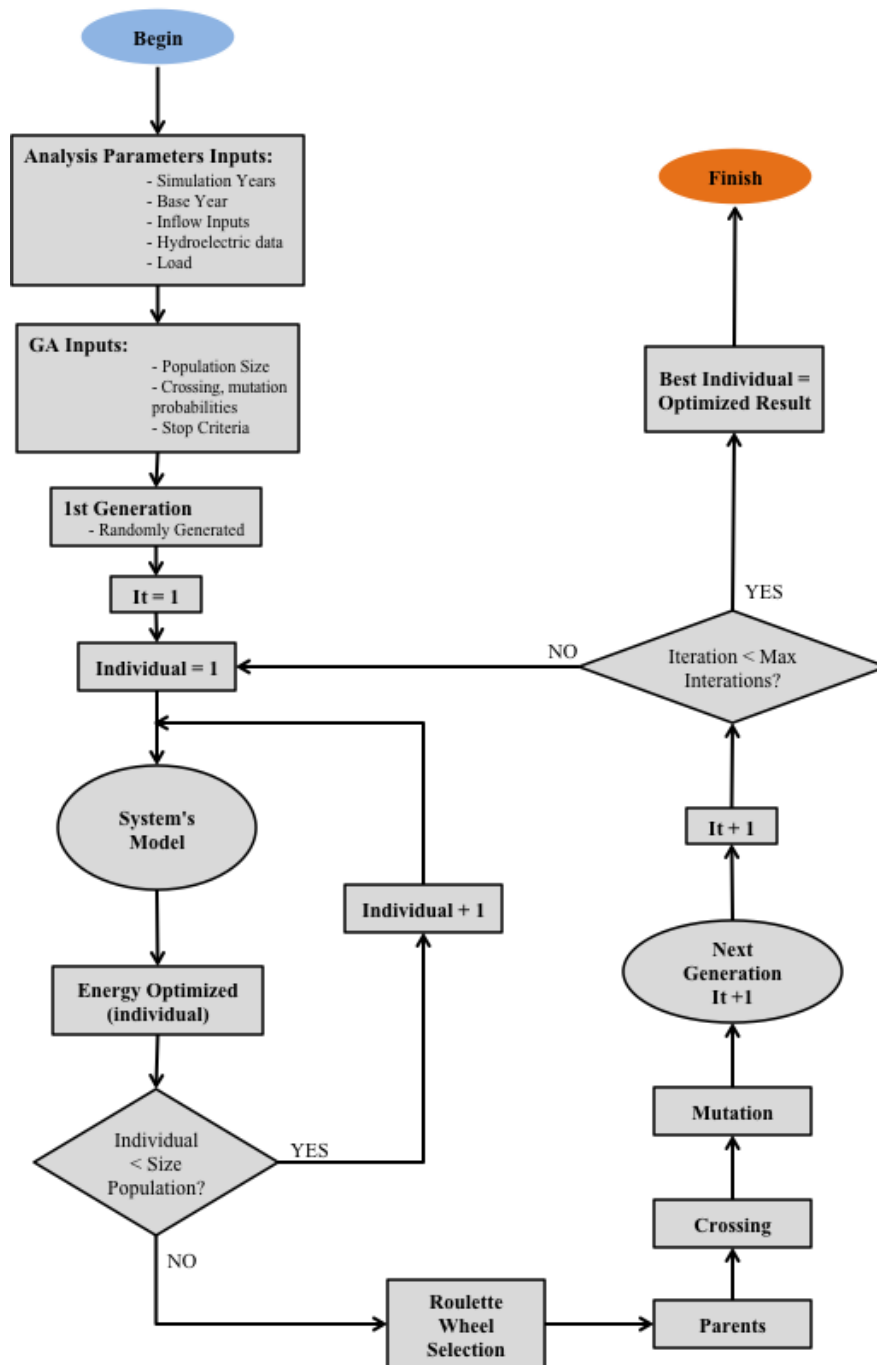 Begin
Analysis Parameters Inputs:
- Simulation Years
- Base Year
- Inflow Inputs
- Hydroelectric data
- Load
GA Inputs:
- Population Size
- Crossing, mutation
probabilities
- Stop Criteria
1st Generation
- Randomly Generated
It = 1
Individual = 1
System's
Model
Energy Optimized
(individual)
Individual
< Size
Population?
YES
Individual + 1
NO
Roulette
Wheel
Selection
Parents
Crossing
Mutation
Next
Generation
It +1
It + 1
Iteration < Max
Interations?
NO
YES
Best Individual =
Optimized Result
Finish